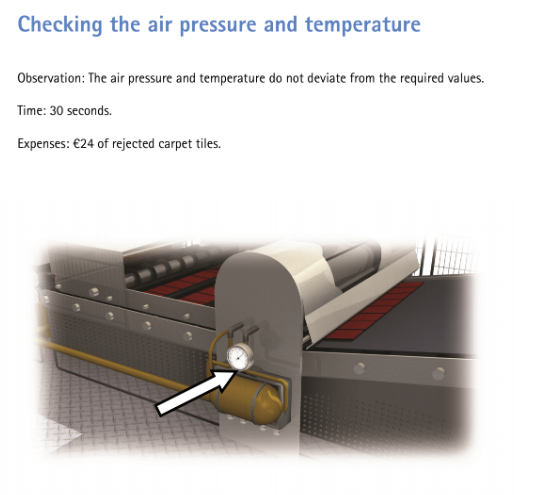 Checking the air pressure and temperature
Observation: The air pressure and temperature do not deviate from the required values.
Time: 30 seconds.
Expenses: €24 of rejected carpet tiles.